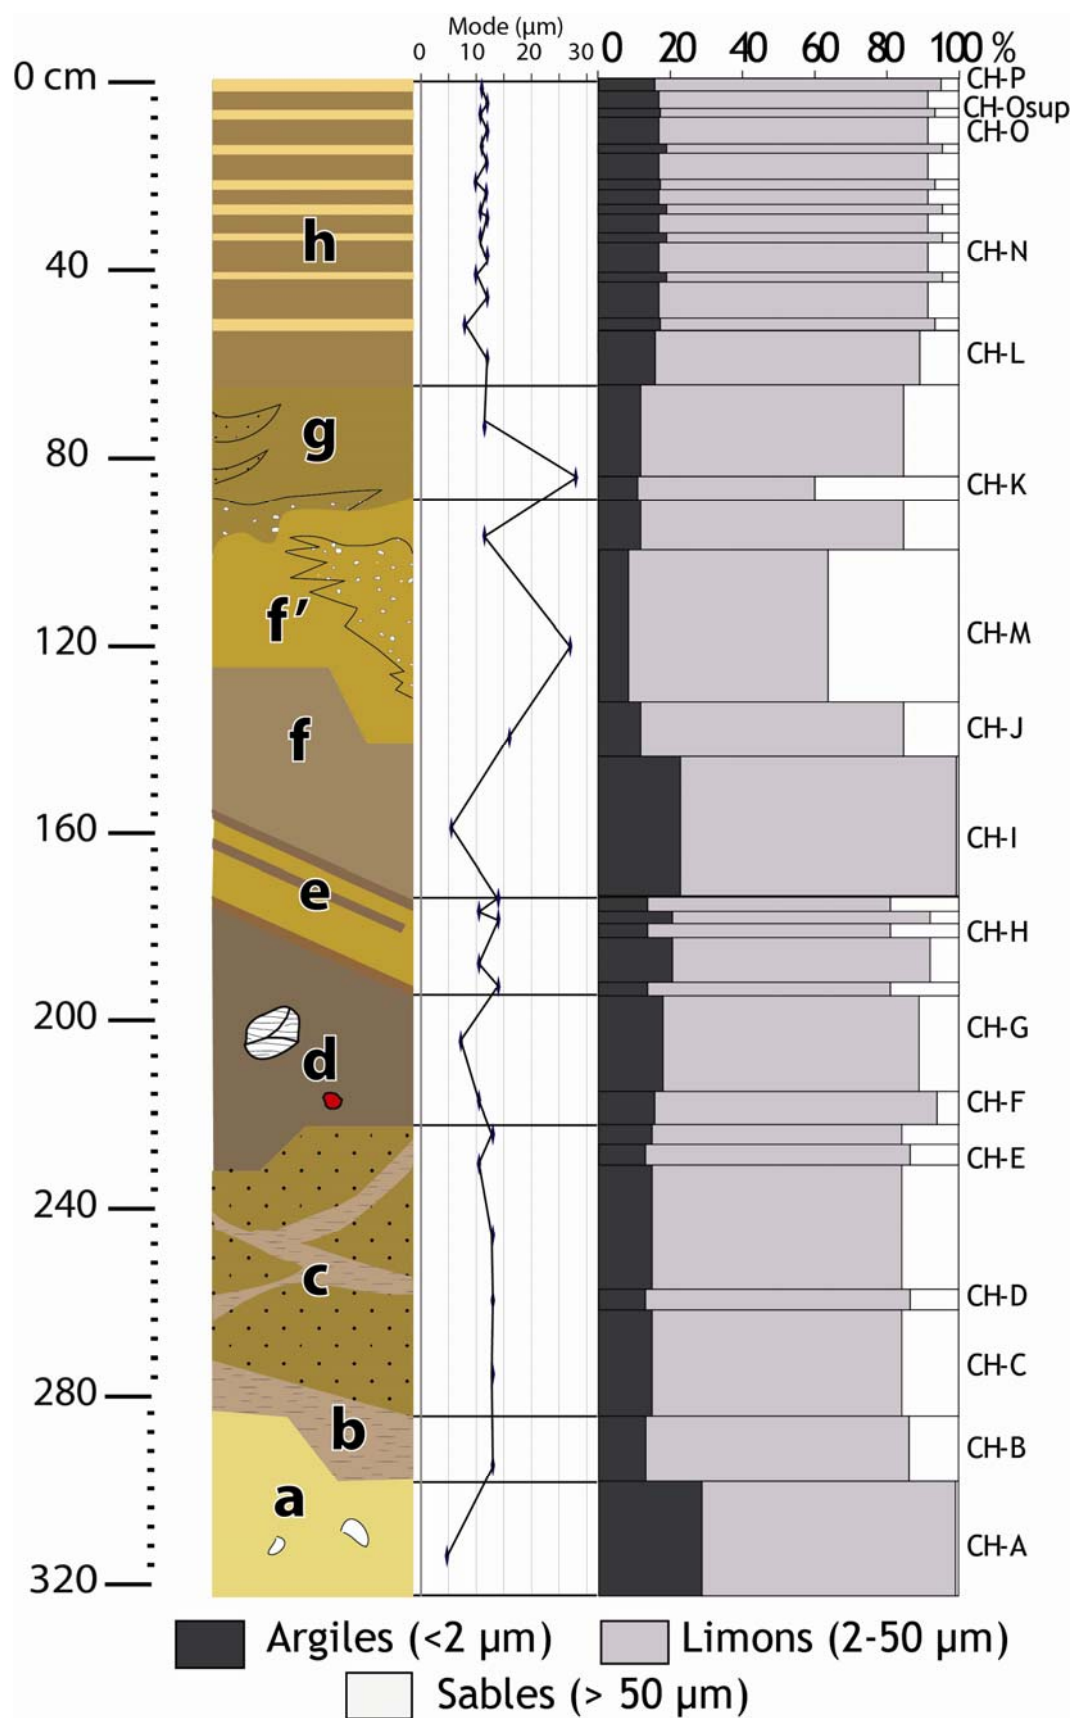 Mode (µm)
0 10 20 30
0 20 40 60 80 100 %
0 cm
40
80
120
160
200
240
280
320
h
g
f’
f
e
d
c
b
a
CH-P
CH-Osup
CH-O
CH-N
CH-L
CH-K
CH-M
CH-J
CH-I
CH-H
CH-G
CH-F
CH-E
CH-D
CH-C
CH-B
CH-A
Argiles (<2 µm)
Limons (2-50 µm)
Sables (> 50 µm)